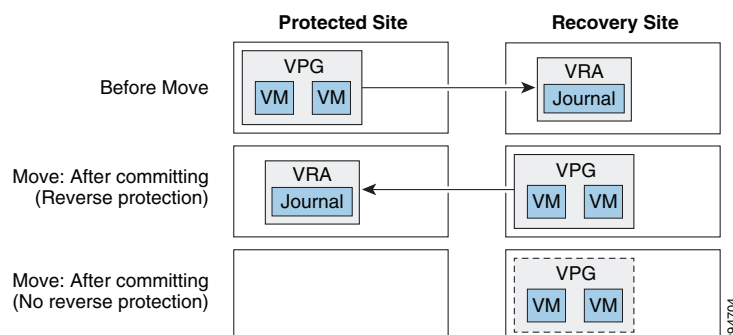 Protected Site
Recovery Site
Before Move
VPG
VM VM
VRA
Journal
Move: After committing
(Reverse protection)
VRA
Journal
VPG
VM VM
Move: After committing
(No reverse protection)
VPG
VM VM